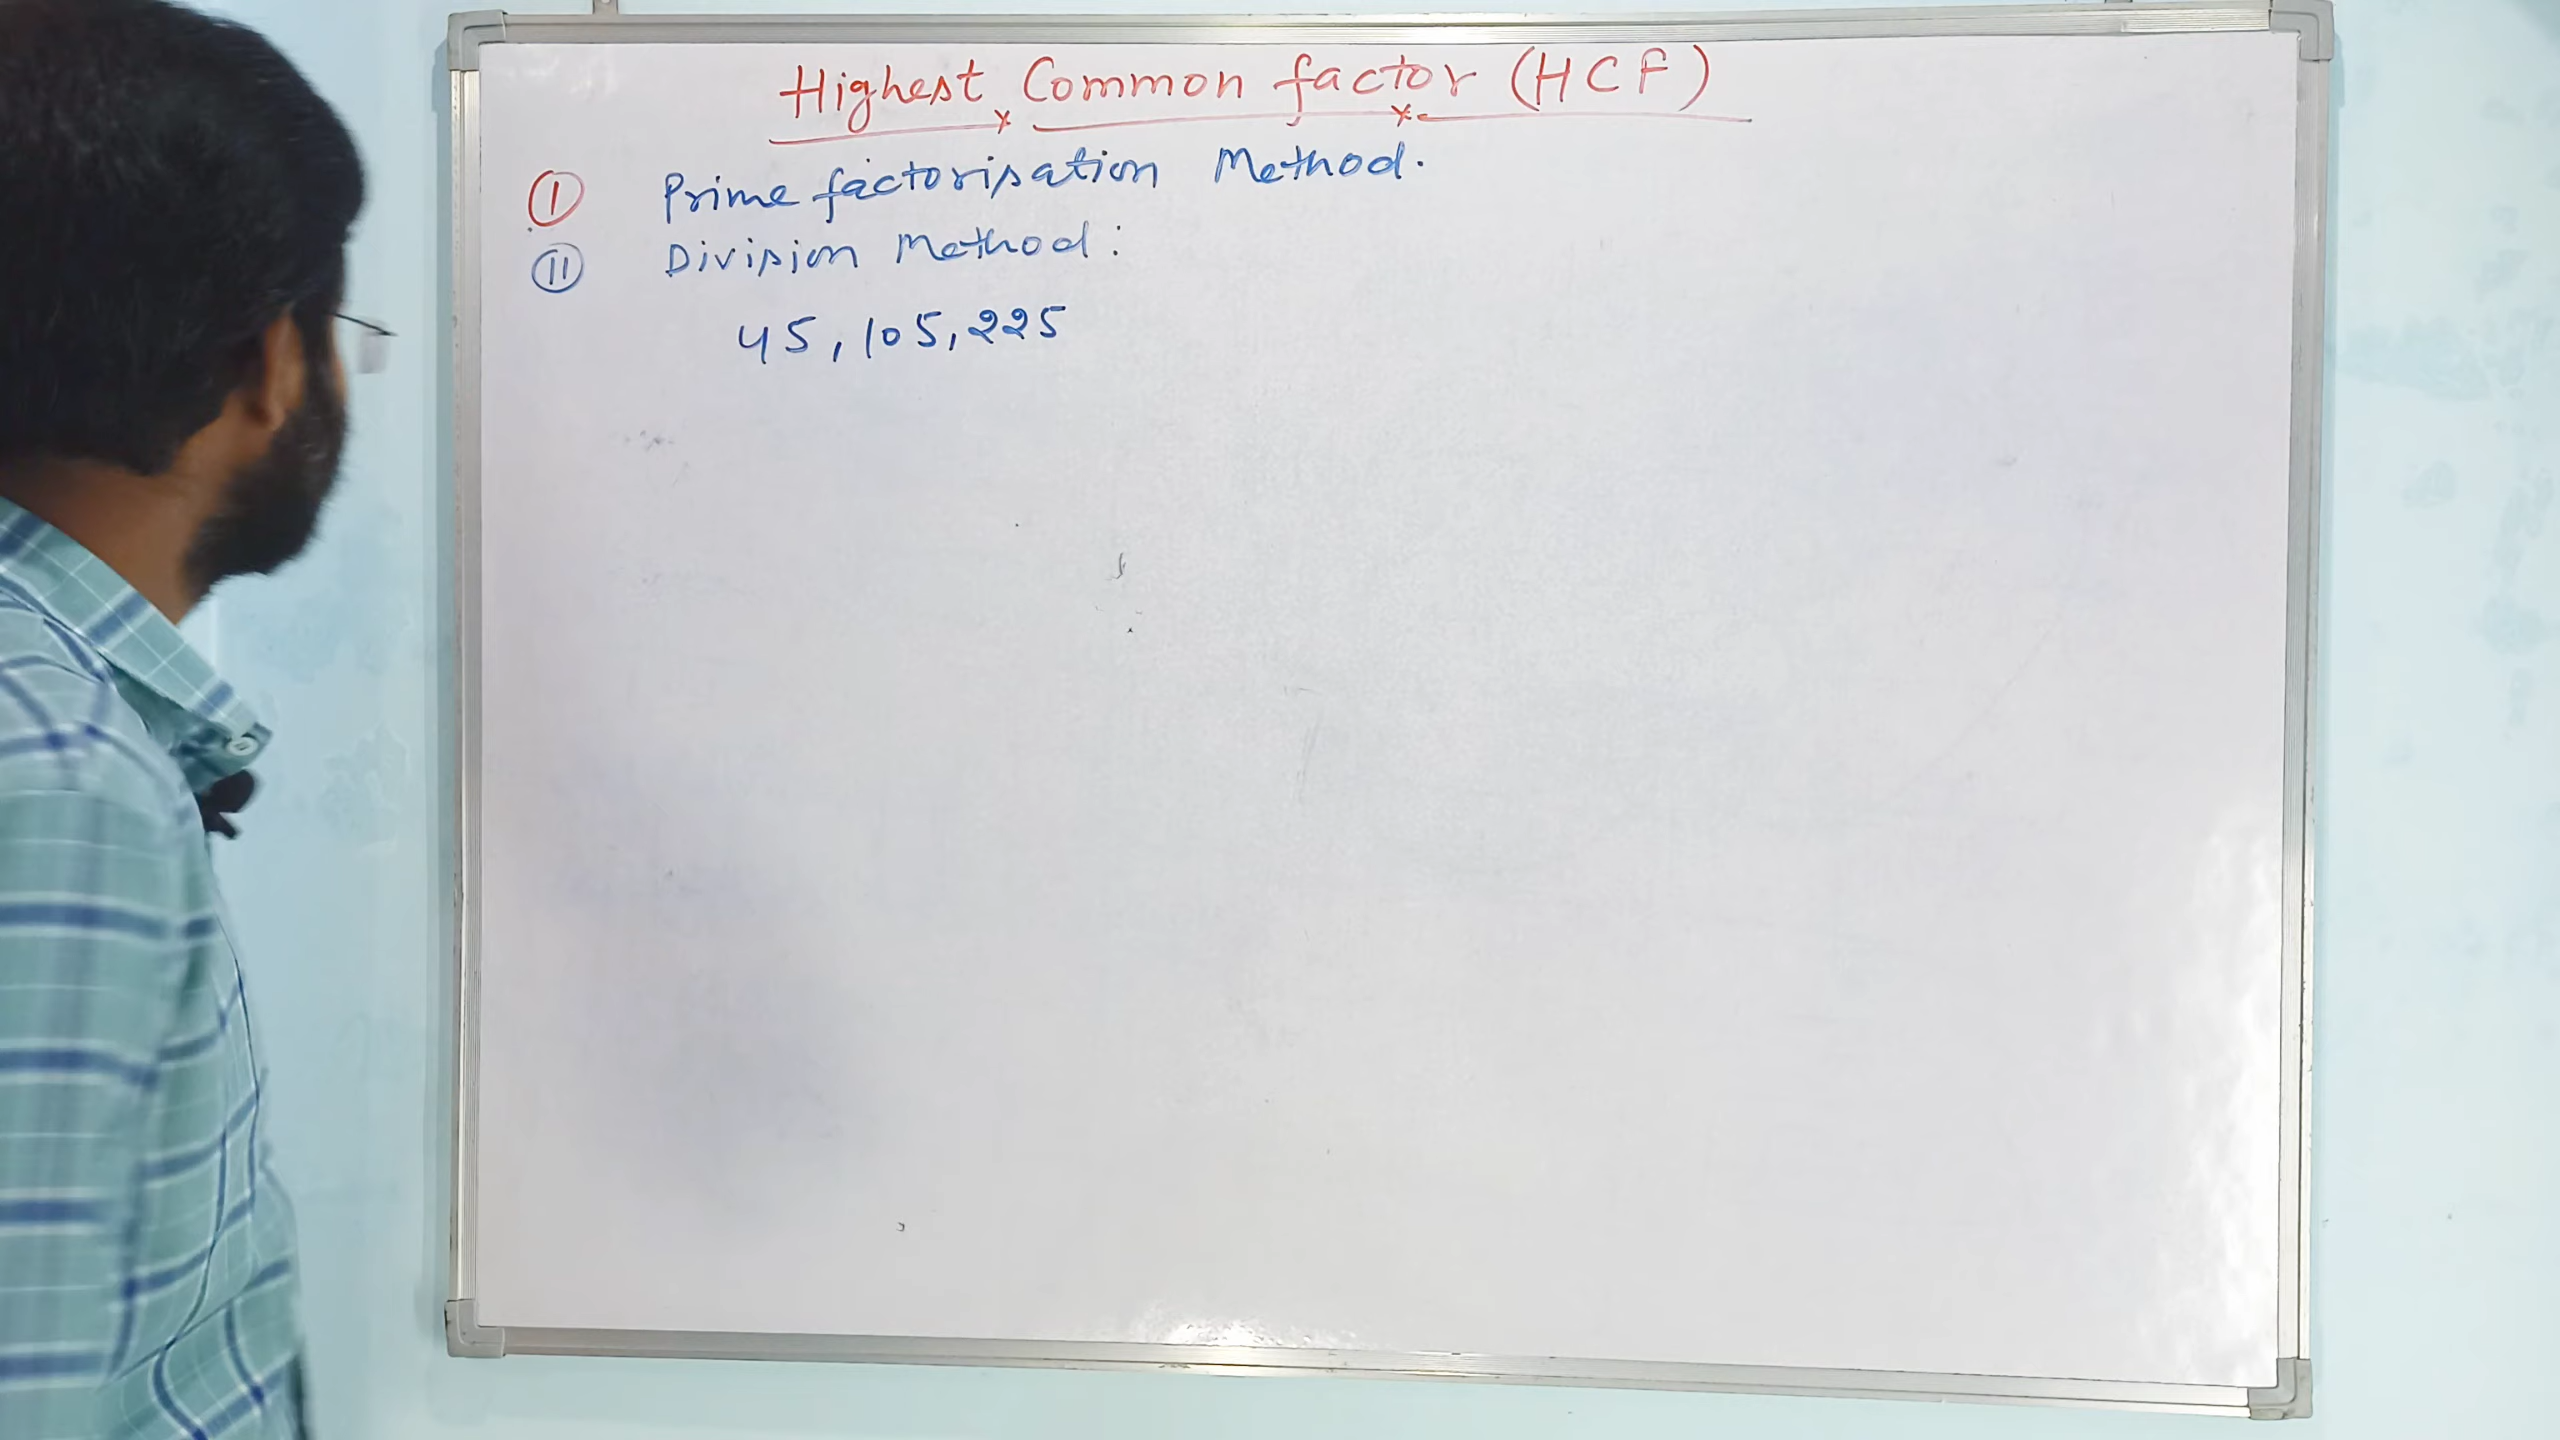 Highest Common factor (HCF)
I Prime factorisation Method.
II Division Method:
45, 105, 225